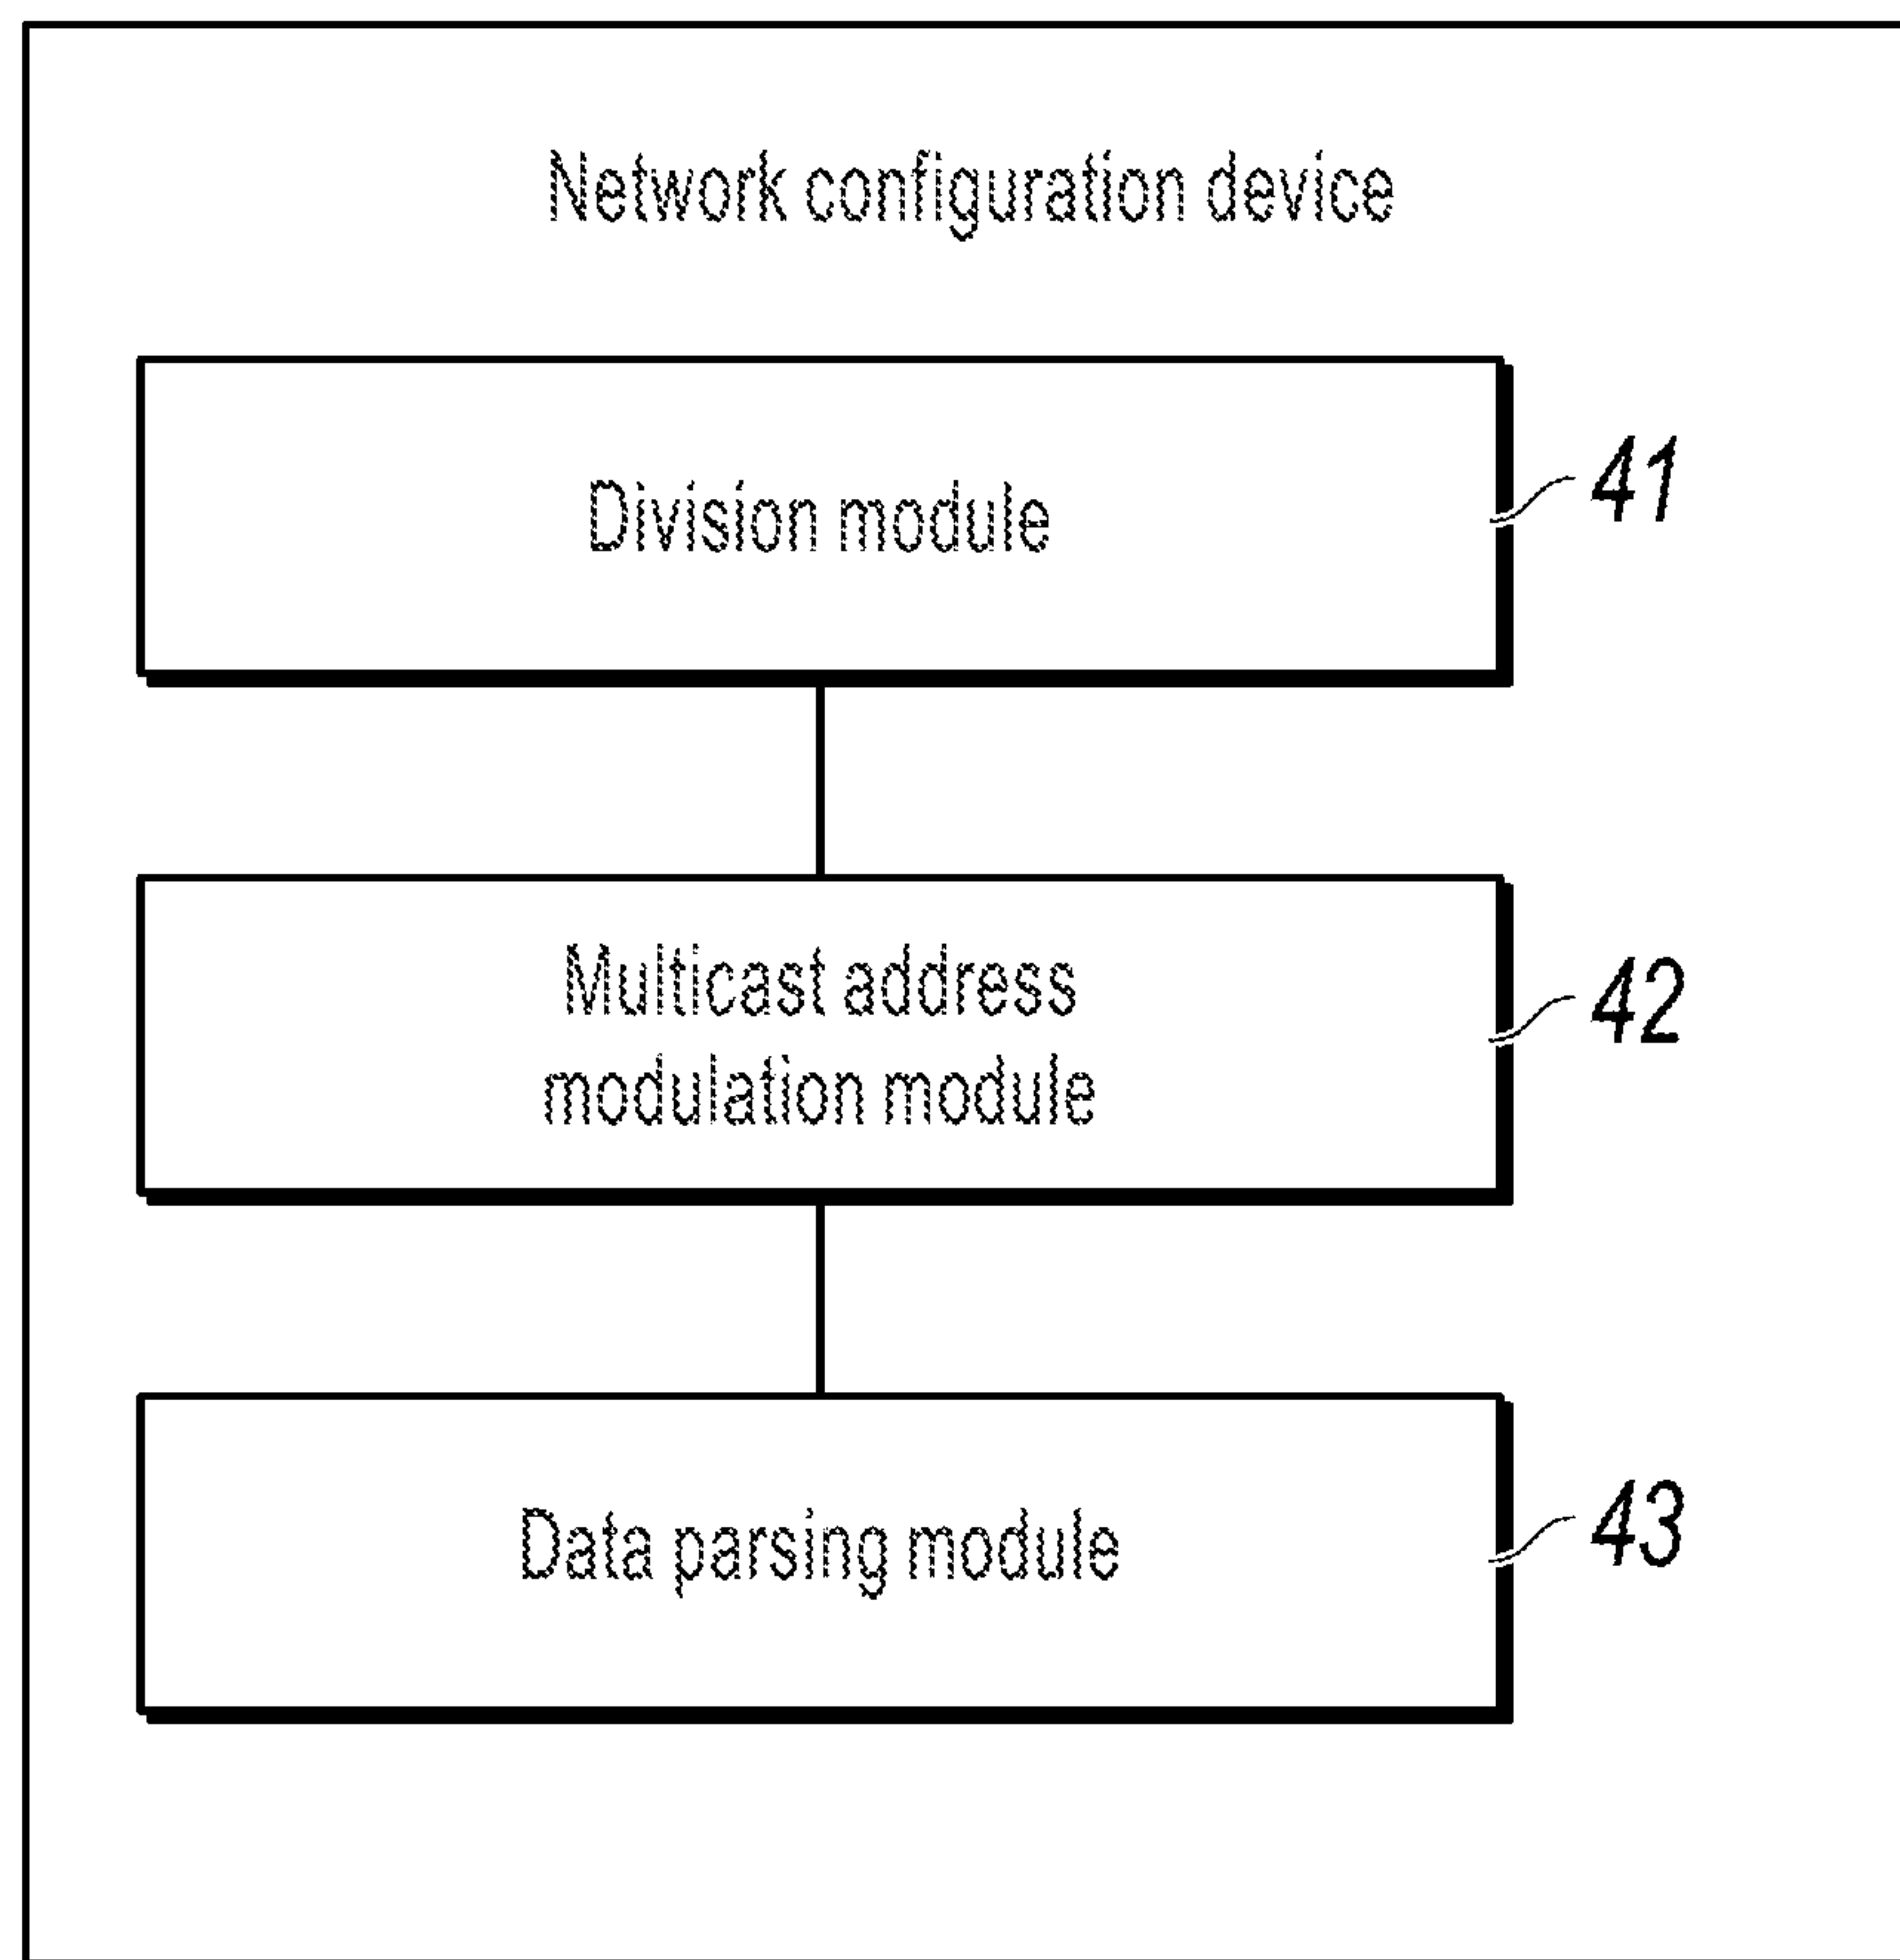 Network configuration device
Division module
41
Multicast address
modulation module
42
Data parsing module
43